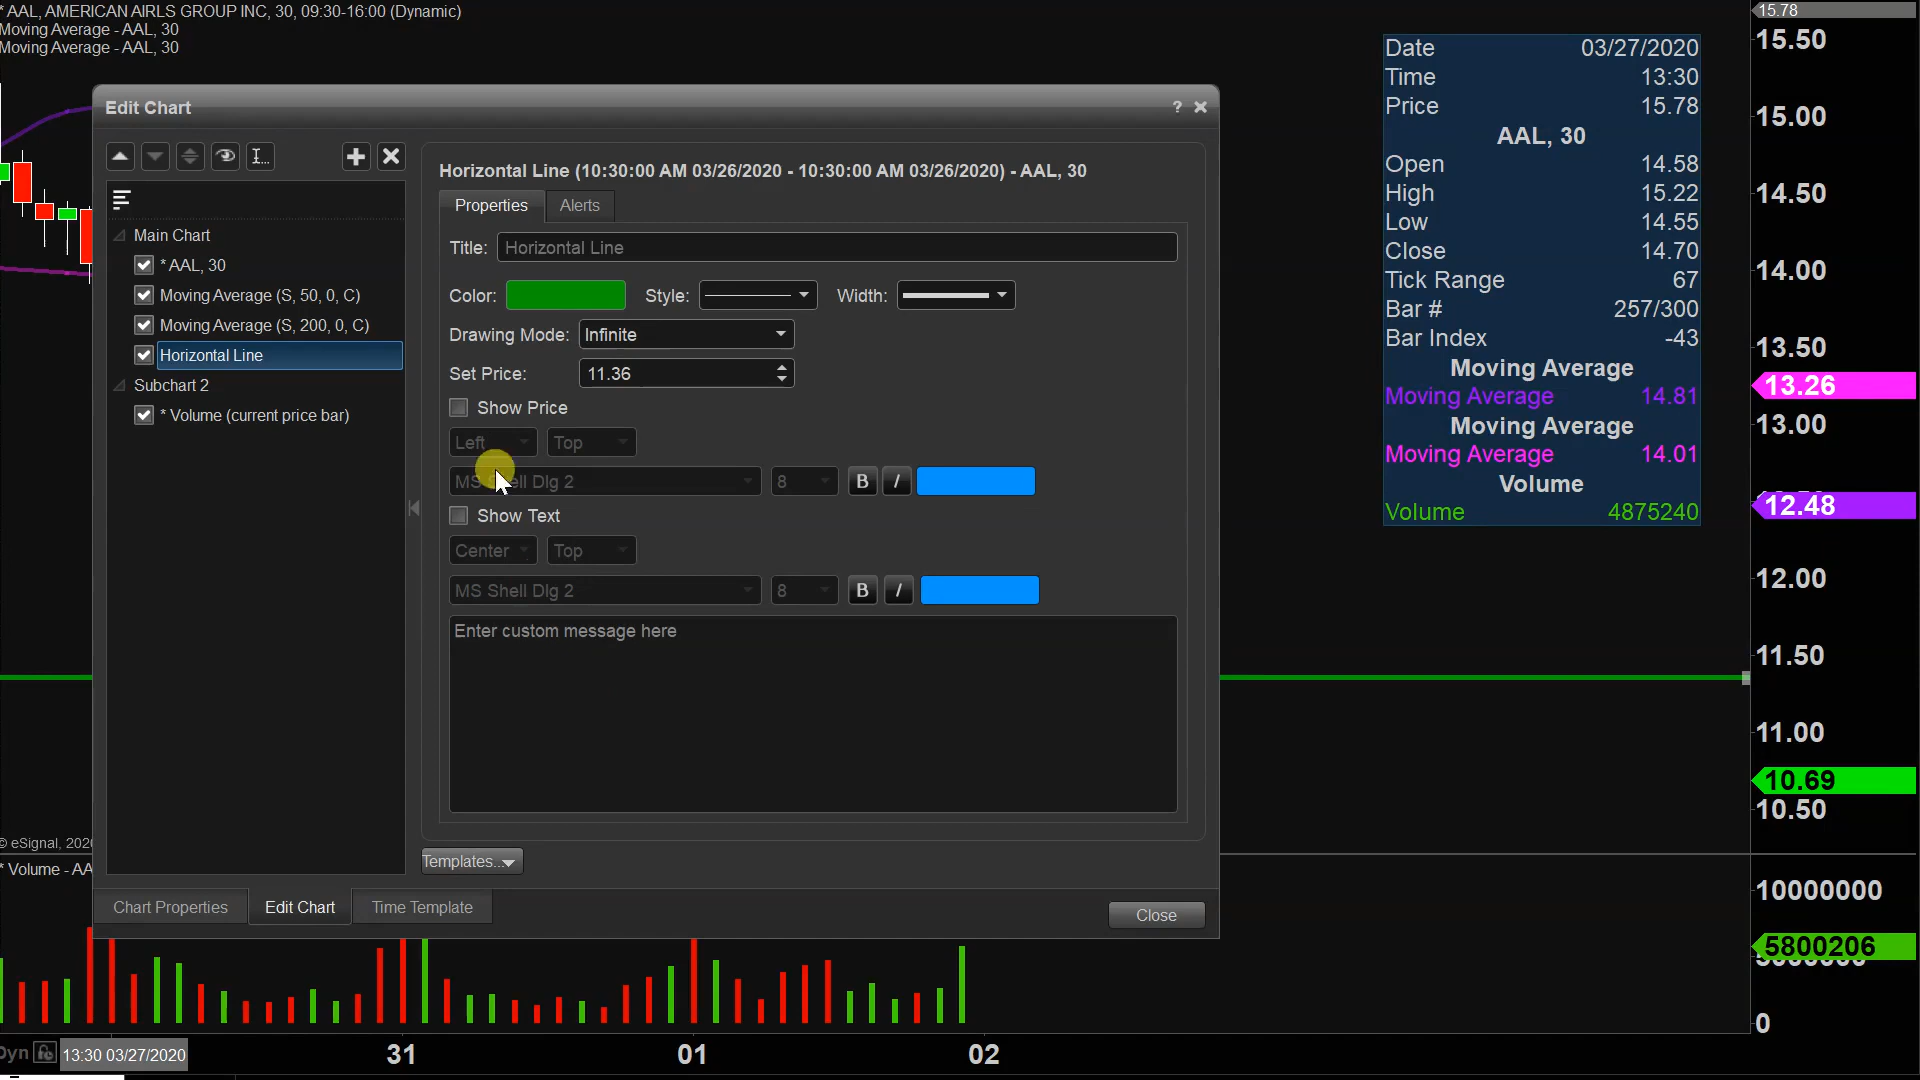 * AAL, AMERICAN AIRLS GROUP INC, 30, 09:30-16:00 (Dynamic)
Moving Average - AAL, 30
Moving Average - AAL, 30
Edit Chart
?
Main Chart
* AAL, 30
Moving Average (S, 50, 0, C)
Moving Average (S, 200, 0, C)
Horizontal Line
Subchart 2
* Volume (current price bar)
Horizontal Line (10:30:00 AM 03/26/2020 - 10:30:00 AM 03/26/2020) - AAL, 30
Properties Alerts
Title: Horizontal Line
Color: Style: Width:
Drawing Mode: Infinite
Set Price: 11.36
Show Price
Left Top
MS Shell Dlg 2 8 B I
Show Text
Center Top
MS Shell Dlg 2 8 B I
Enter custom message here
Templates...
Chart Properties Edit Chart Time Template
Close
Date 03/27/2020
Time 13:30
Price 15.78
AAL, 30
Open 14.58
High 15.22
Low 14.55
Close 14.70
Tick Range 67
Bar # 257/300
Bar Index -43
Moving Average
Moving Average 14.81
Moving Average
Moving Average 14.01
Volume
Volume 4875240
15.78
15.50
15.00
14.50
14.00
13.50
13.26
13.00
12.48
12.00
11.50
11.00
10.69
10.50
10000000
5800206
0
© eSignal, 2020
* Volume - AA
Dyn 13:30 03/27/2020 31 01 02